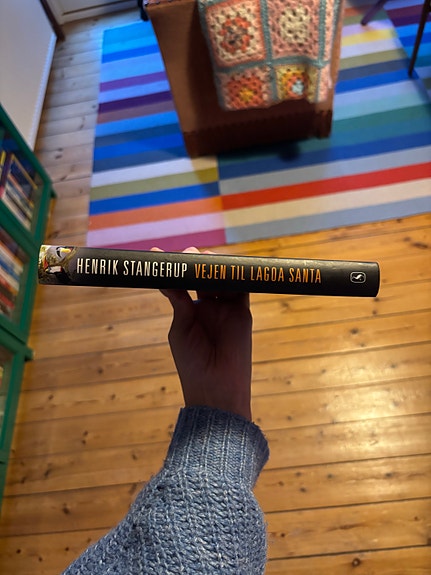 HENRIK STANGERUP VEJEN TIL LAGOA SANTA